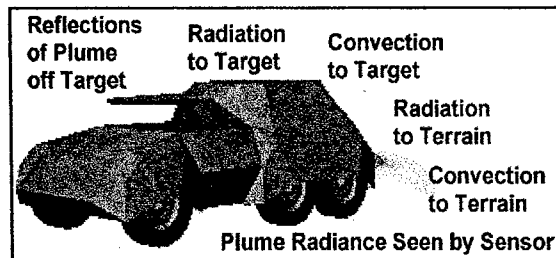 Reflections
of Plume
off Target
Radiation
to Target
Convection
to Target
Radiation
to Terrain
Convection
to Terrain
Plume Radiance Seen by Sensor